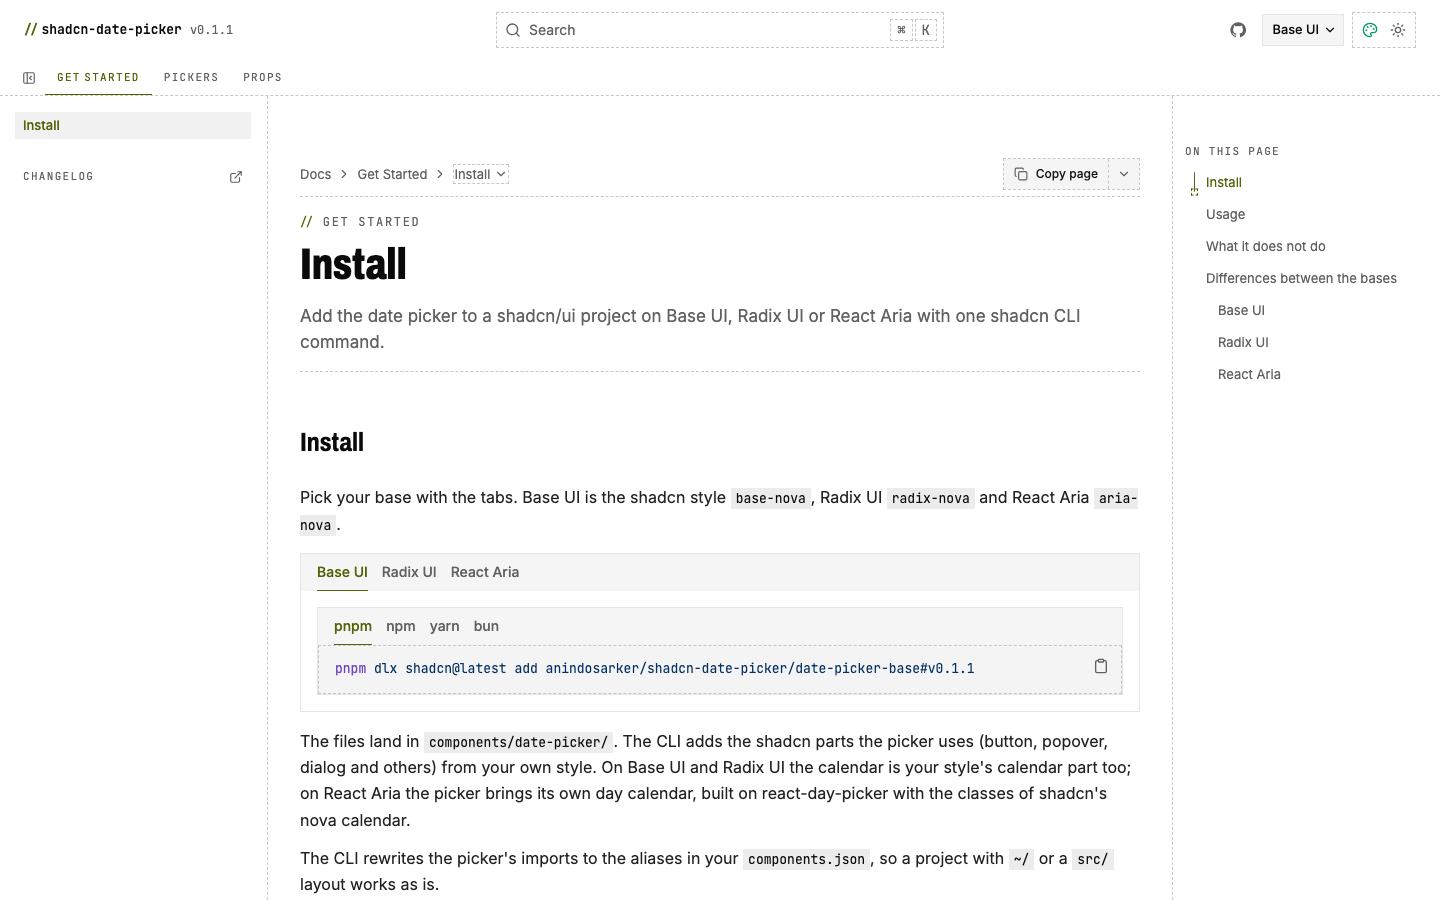 // shadcn-date-picker v0.1.1
Search
⌘ K
Base UI
GET STARTED
PICKERS
PROPS
Install
CHANGELOG
Docs > Get Started > Install
Copy page
// GET STARTED
Install
Add the date picker to a shadcn/ui project on Base UI, Radix UI or React Aria with one shadcn CLI
command.
Install
Pick your base with the tabs. Base UI is the shadcn style base-nova, Radix UI radix-nova and React Aria aria-
nova.
Base UI Radix UI React Aria
pnpm npm yarn bun
pnpm dlx shadcn@latest add anindosarker/shadcn-date-picker/date-picker-base#v0.1.1
The files land in components/date-picker/. The CLI adds the shadcn parts the picker uses (button, popover,
dialog and others) from your own style. On Base UI and Radix UI the calendar is your style's calendar part too;
on React Aria the picker brings its own day calendar, built on react-day-picker with the classes of shadcn's
nova calendar.
The CLI rewrites the picker's imports to the aliases in your components.json, so a project with ~/ or a src/
layout works as is.
ON THIS PAGE
Install
Usage
What it does not do
Differences between the bases
Base UI
Radix UI
React Aria